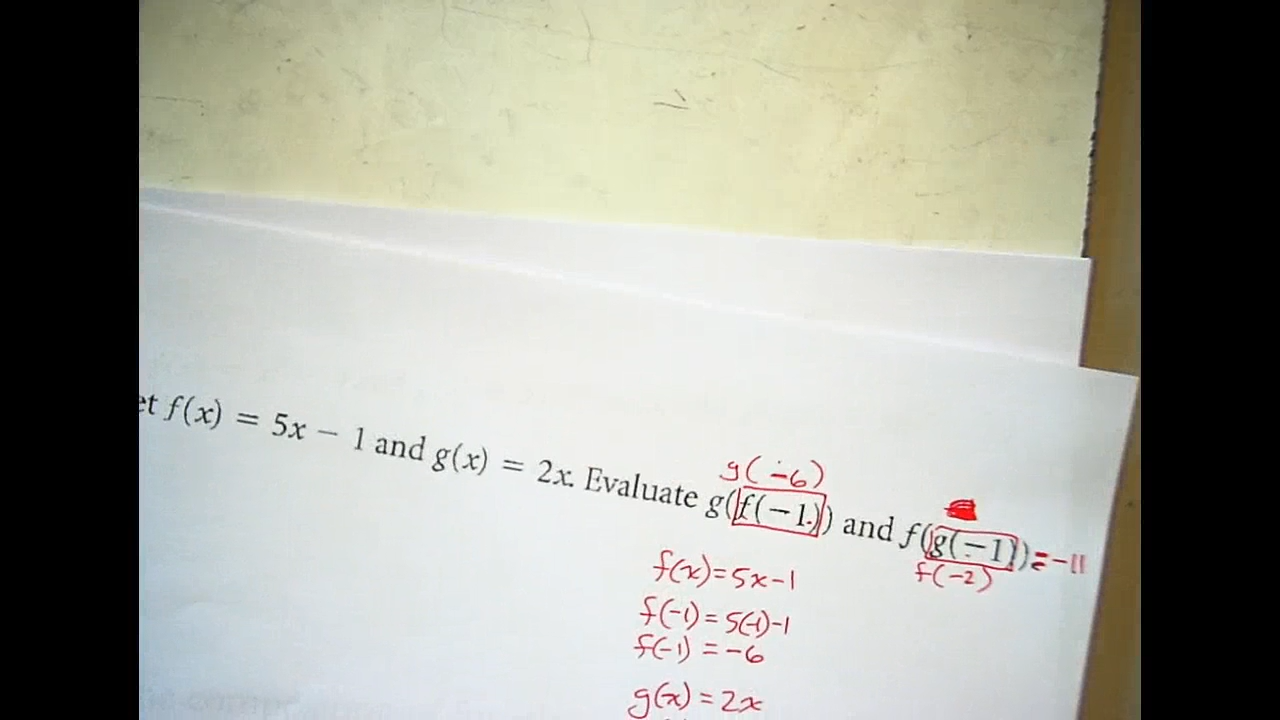 et f(x) = 5x − 1 and g(x) = 2x. Evaluate g(f(−1)) and f(g(−1)) = −11
g(−6)
f(−2)
f(x)=5x−1
f(−1)=5(−1)−1
f(−1)=−6
g(x)=2x